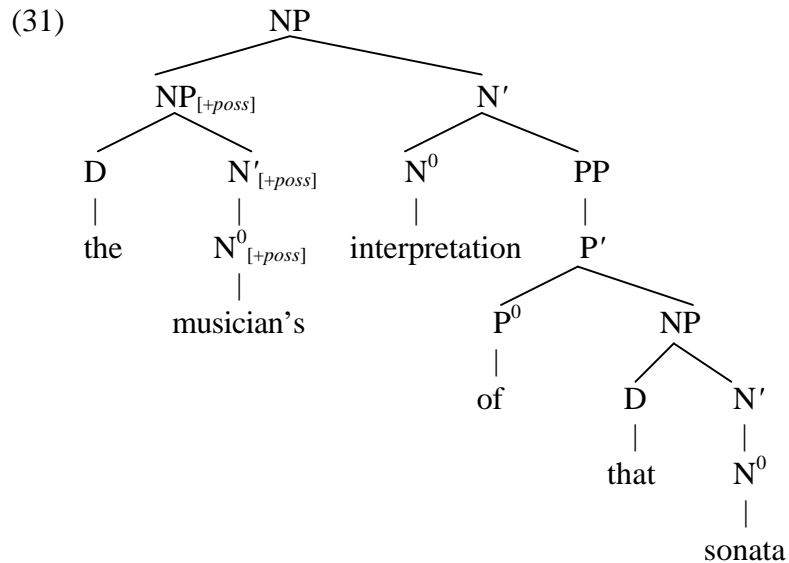 (31) NP
NP[+poss] N′
D N′[+poss] N⁰ PP
the N⁰[+poss] interpretation P′
musician's P⁰ NP
of D N′
that N⁰
sonata